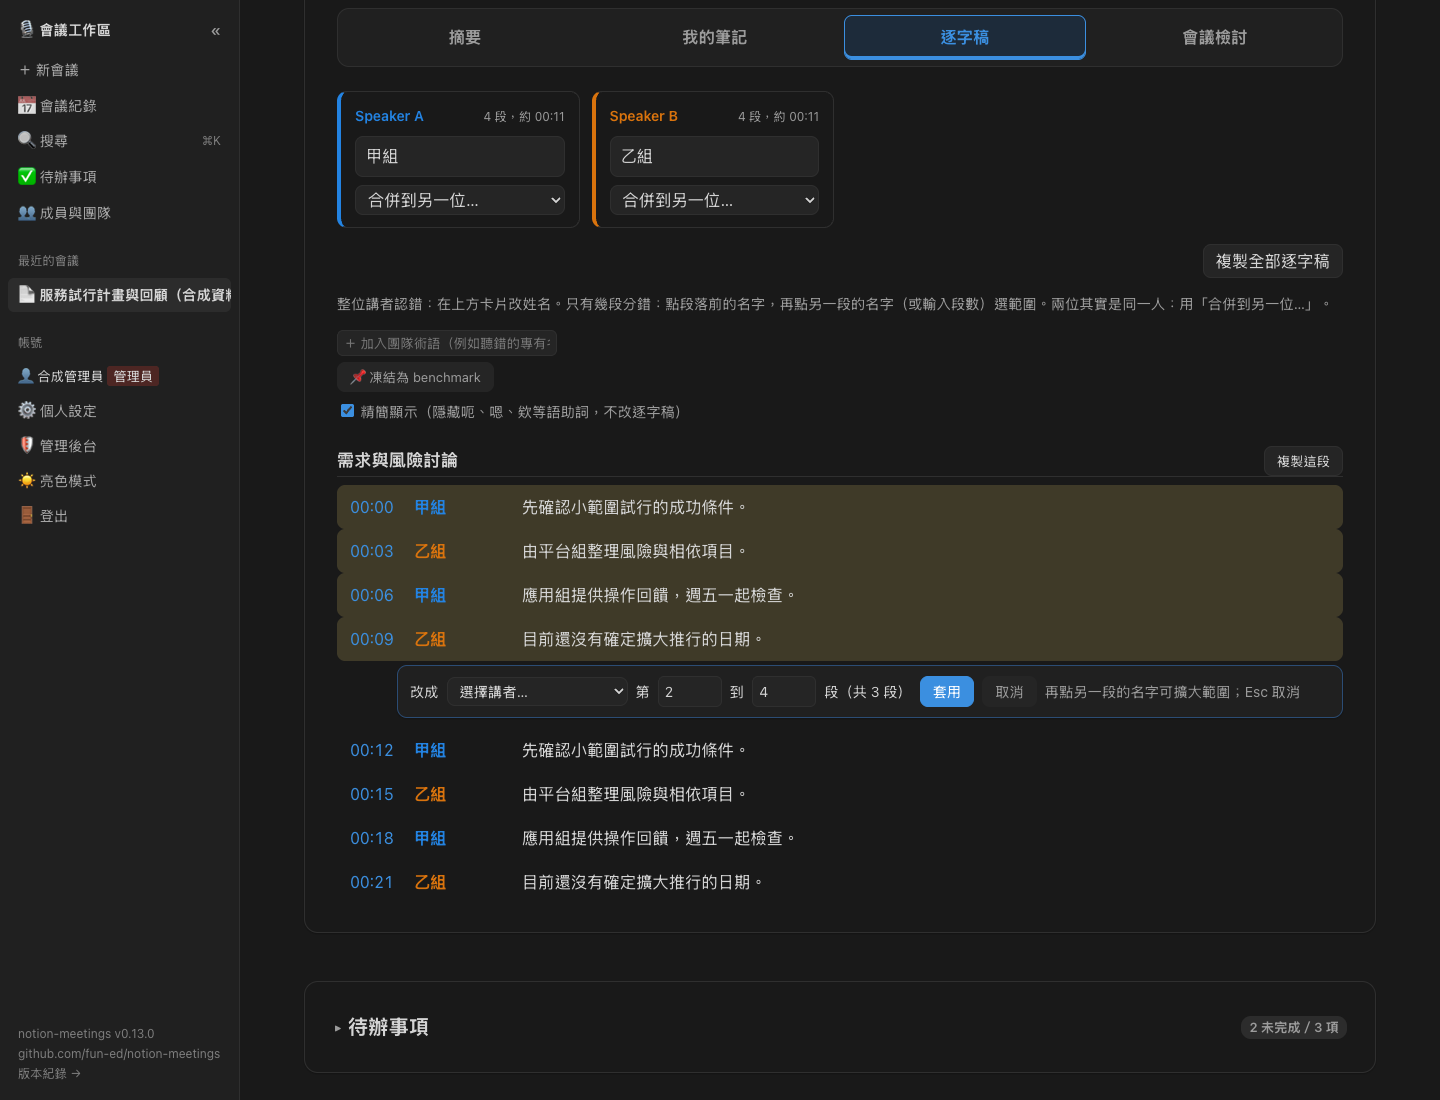 會議工作區 «
+ 新會議
會議紀錄
搜尋 ⌘K
待辦事項
成員與團隊
最近的會議
服務試行計畫與回顧（合成資料
帳號
合成管理員 管理員
個人設定
管理後台
亮色模式
登出
notion-meetings v0.13.0
github.com/fun-ed/notion-meetings
版本紀錄 →
摘要 我的筆記 逐字稿 會議檢討
Speaker A 4 段，約 00:11
甲組
合併到另一位…
Speaker B 4 段，約 00:11
乙組
合併到另一位…
複製全部逐字稿
整位講者認錯：在上方卡片改姓名。只有幾段分錯：點段落前的名字，再點另一段的名字（或輸入段數）選範圍。兩位其實是同一人：用「合併到另一位…」。
+ 加入團隊術語（例如聽錯的專有
📌 凍結為 benchmark
精簡顯示（隱藏呃、嗯、欸等語助詞，不改逐字稿）
需求與風險討論 複製這段
00:00 甲組 先確認小範圍試行的成功條件。
00:03 乙組 由平台組整理風險與相依項目。
00:06 甲組 應用組提供操作回饋，週五一起檢查。
00:09 乙組 目前還沒有確定擴大推行的日期。
改成 選擇講者… 第 2 到 4 段（共 3 段） 套用 取消 再點另一段的名字可擴大範圍；Esc 取消
00:12 甲組 先確認小範圍試行的成功條件。
00:15 乙組 由平台組整理風險與相依項目。
00:18 甲組 應用組提供操作回饋，週五一起檢查。
00:21 乙組 目前還沒有確定擴大推行的日期。
▸ 待辦事項 2 未完成 / 3 項